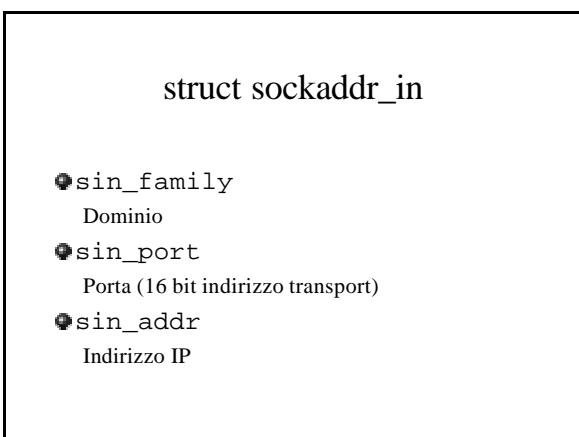 struct sockaddr_in
sin_family
Dominio
sin_port
Porta (16 bit indirizzo transport)
sin_addr
Indirizzo IP